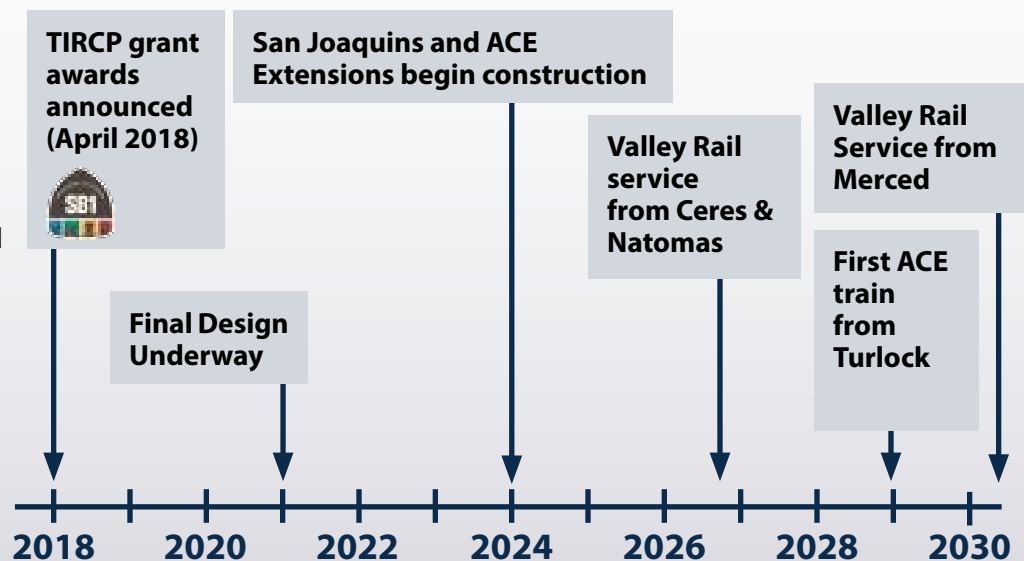 TIRCP grant
awards
announced
(April 2018)
SB1
San Joaquins and ACE
Extensions begin construction
Final Design
Underway
Valley Rail
service
from Ceres &
Natomas
Valley Rail
Service from
Merced
First ACE
train
from
Turlock
2018 2020 2022 2024 2026 2028 2030